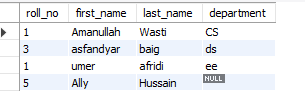 roll_no first_name last_name department
1 Amanullah Wasti CS
3 asfandyar baig ds
1 umer afridi ee
5 Ally Hussain NULL